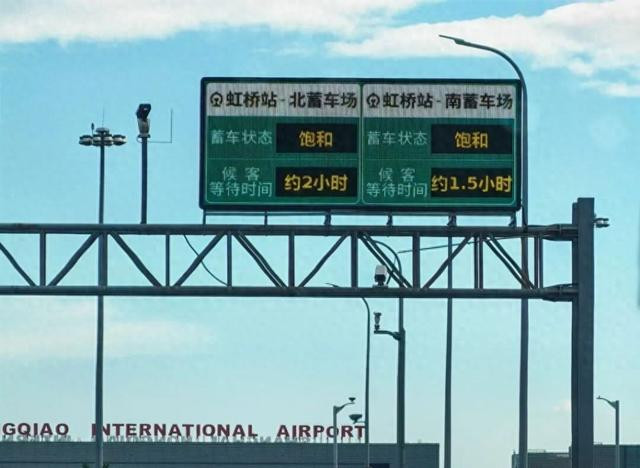 虹桥站-北蓄车场
蓄车状态 饱和
候客
等待时间 约2小时
虹桥站-南蓄车场
蓄车状态 饱和
候客
等待时间 约1.5小时
GQIAO INTERNATIONAL AIRPORT